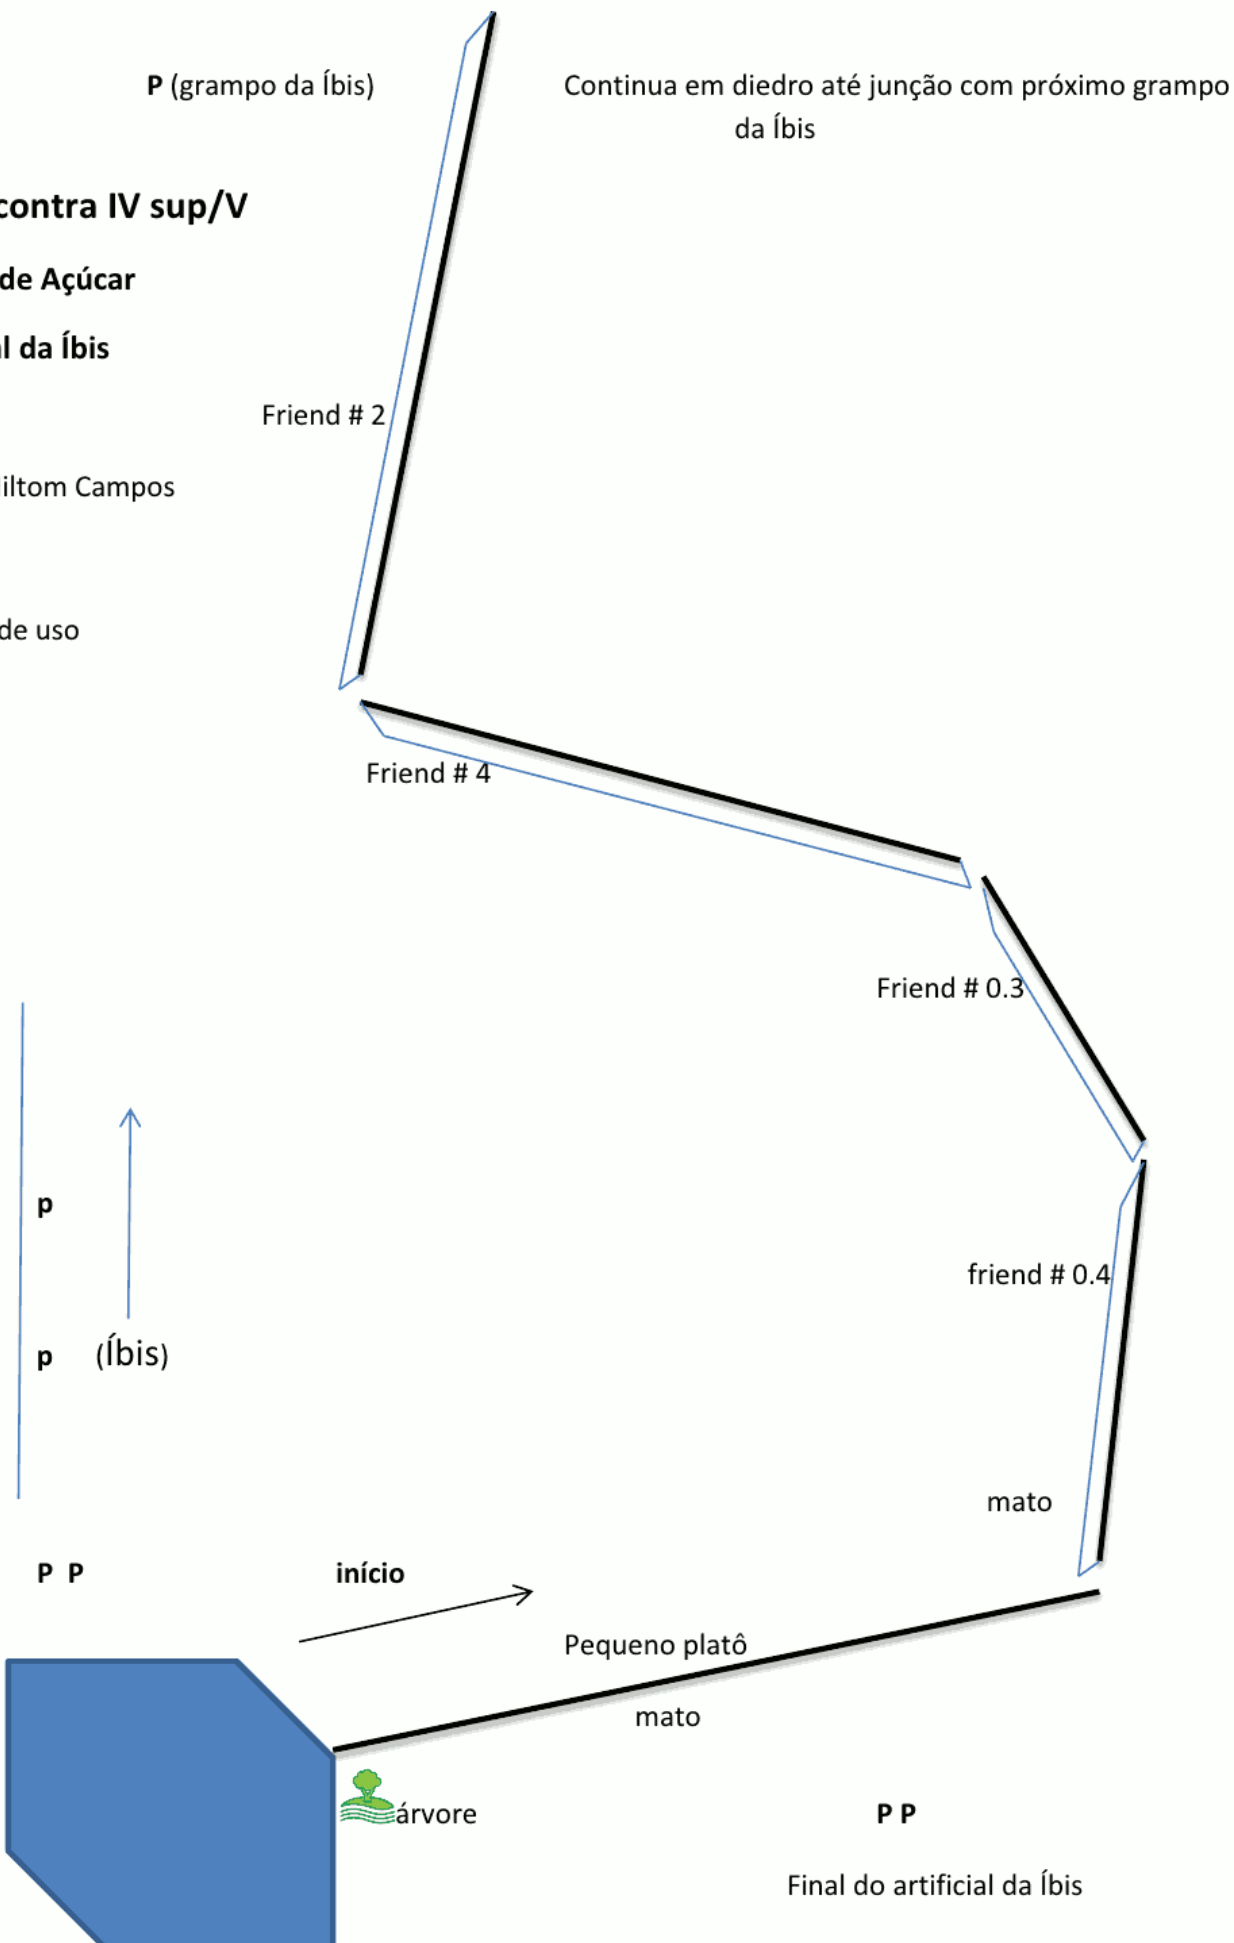 P (grampo da Íbis)
Continua em diedro até junção com próximo grampo
da Íbis
contra IV sup/V
de Açúcar
da Íbis
Friend # 2
Campos
de uso
Friend # 4
Friend # 0.3
p
friend # 0.4
p (Íbis)
mato
P P
início
Pequeno platô
mato
árvore
P P
Final do artificial da Íbis